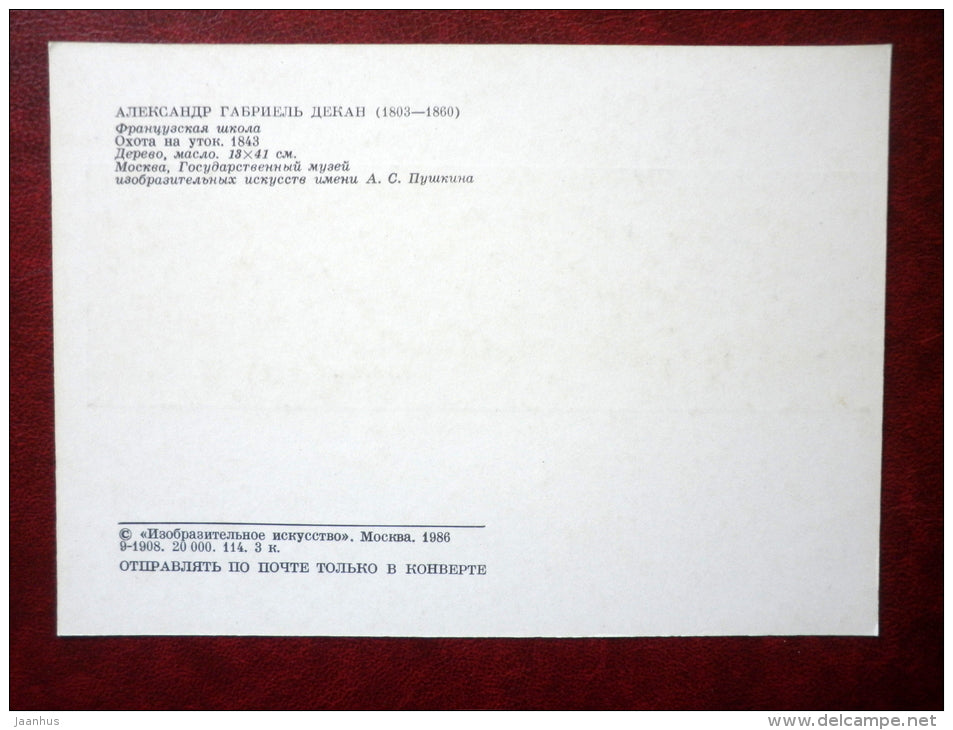 АЛЕКСАНДР ГАБРИЕЛЬ ДЕКАН (1803—1860)
Французская школа
Охота на уток. 1843
Дерево, масло. 13×41 см.
Москва, Государственный музей
изобразительных искусств имени А. С. Пушкина
© «Изобразительное искусство». Москва. 1986
9-1908. 20 000. 114. 3 к.
ОТПРАВЛЯТЬ ПО ПОЧТЕ ТОЛЬКО В КОНВЕРТЕ
jaanhus
www.delcampe.net